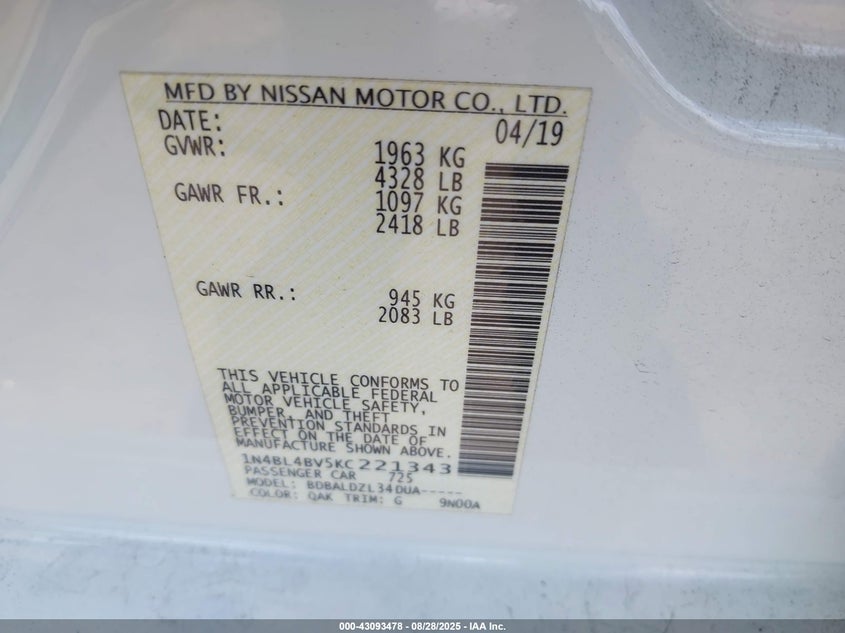 MFD BY NISSAN MOTOR CO., LTD.
DATE: 04/19
GVWR: 1963 KG
4328 LB
GAWR FR.: 1097 KG
2418 LB
GAWR RR.: 945 KG
2083 LB
THIS VEHICLE CONFORMS TO
ALL APPLICABLE FEDERAL
MOTOR VEHICLE SAFETY,
BUMPER, AND THEFT
PREVENTION STANDARDS IN
EFFECT ON THE DATE OF
MANUFACTURE SHOWN ABOVE.
1N4BL4BV5KC221343
PASSENGER CAR 725
MODEL: BDBALDZL34DUA-----
COLOR: QAK TRIM: G 9N00A
000-43093478 - 08/28/2025 - IAA Inc.